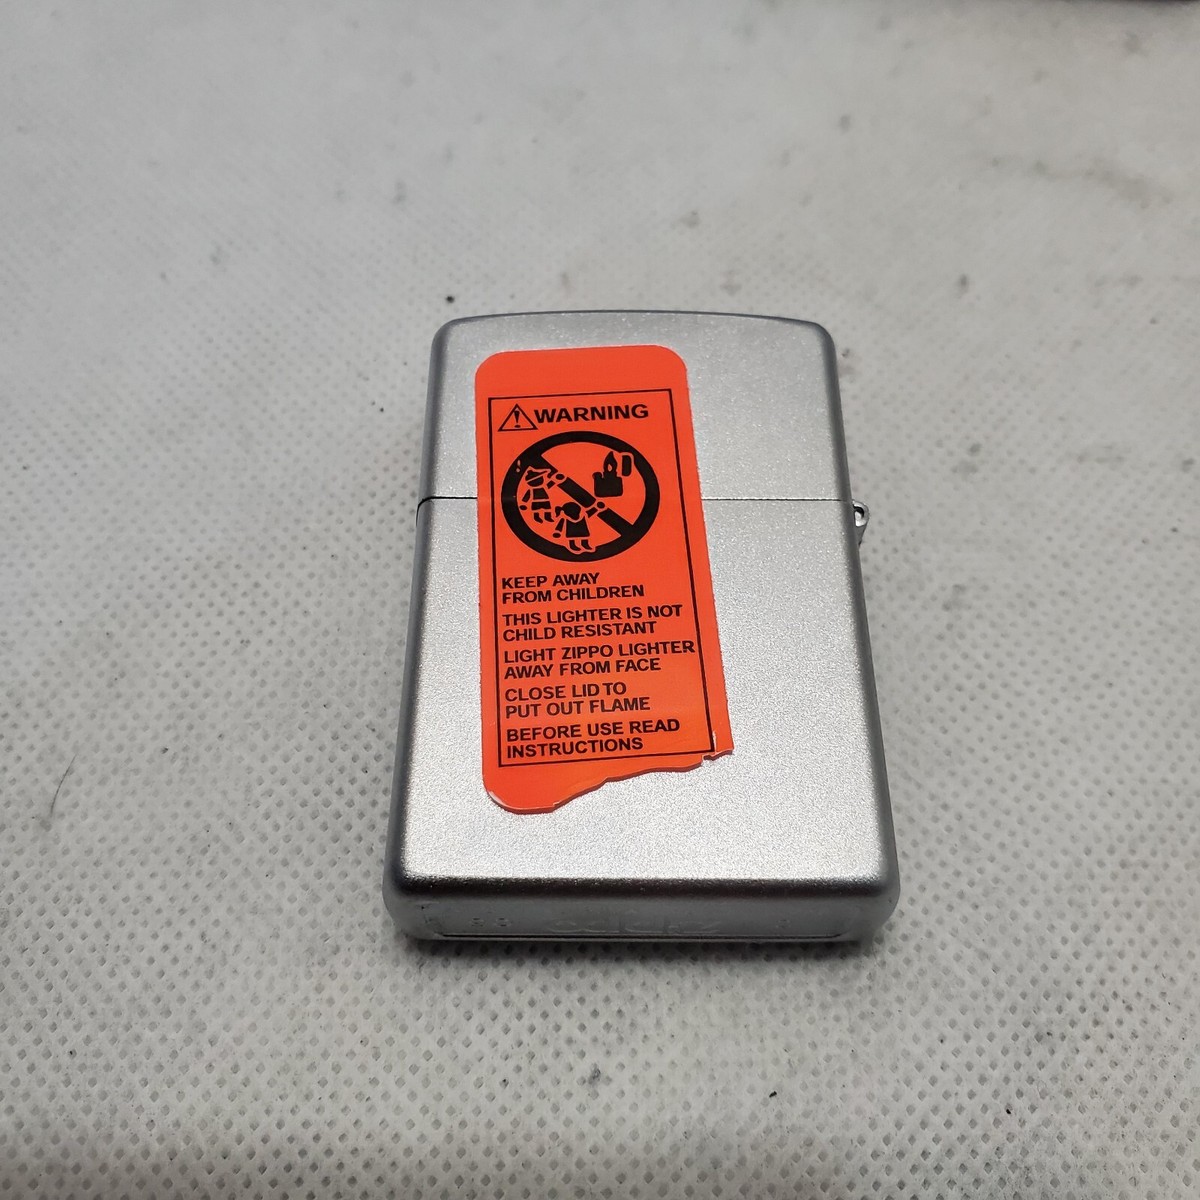 WARNING
KEEP AWAY
FROM CHILDREN
THIS LIGHTER IS NOT
CHILD RESISTANT
LIGHT ZIPPO LIGHTER
AWAY FROM FACE
CLOSE LID TO
PUT OUT FLAME
BEFORE USE READ
INSTRUCTIONS